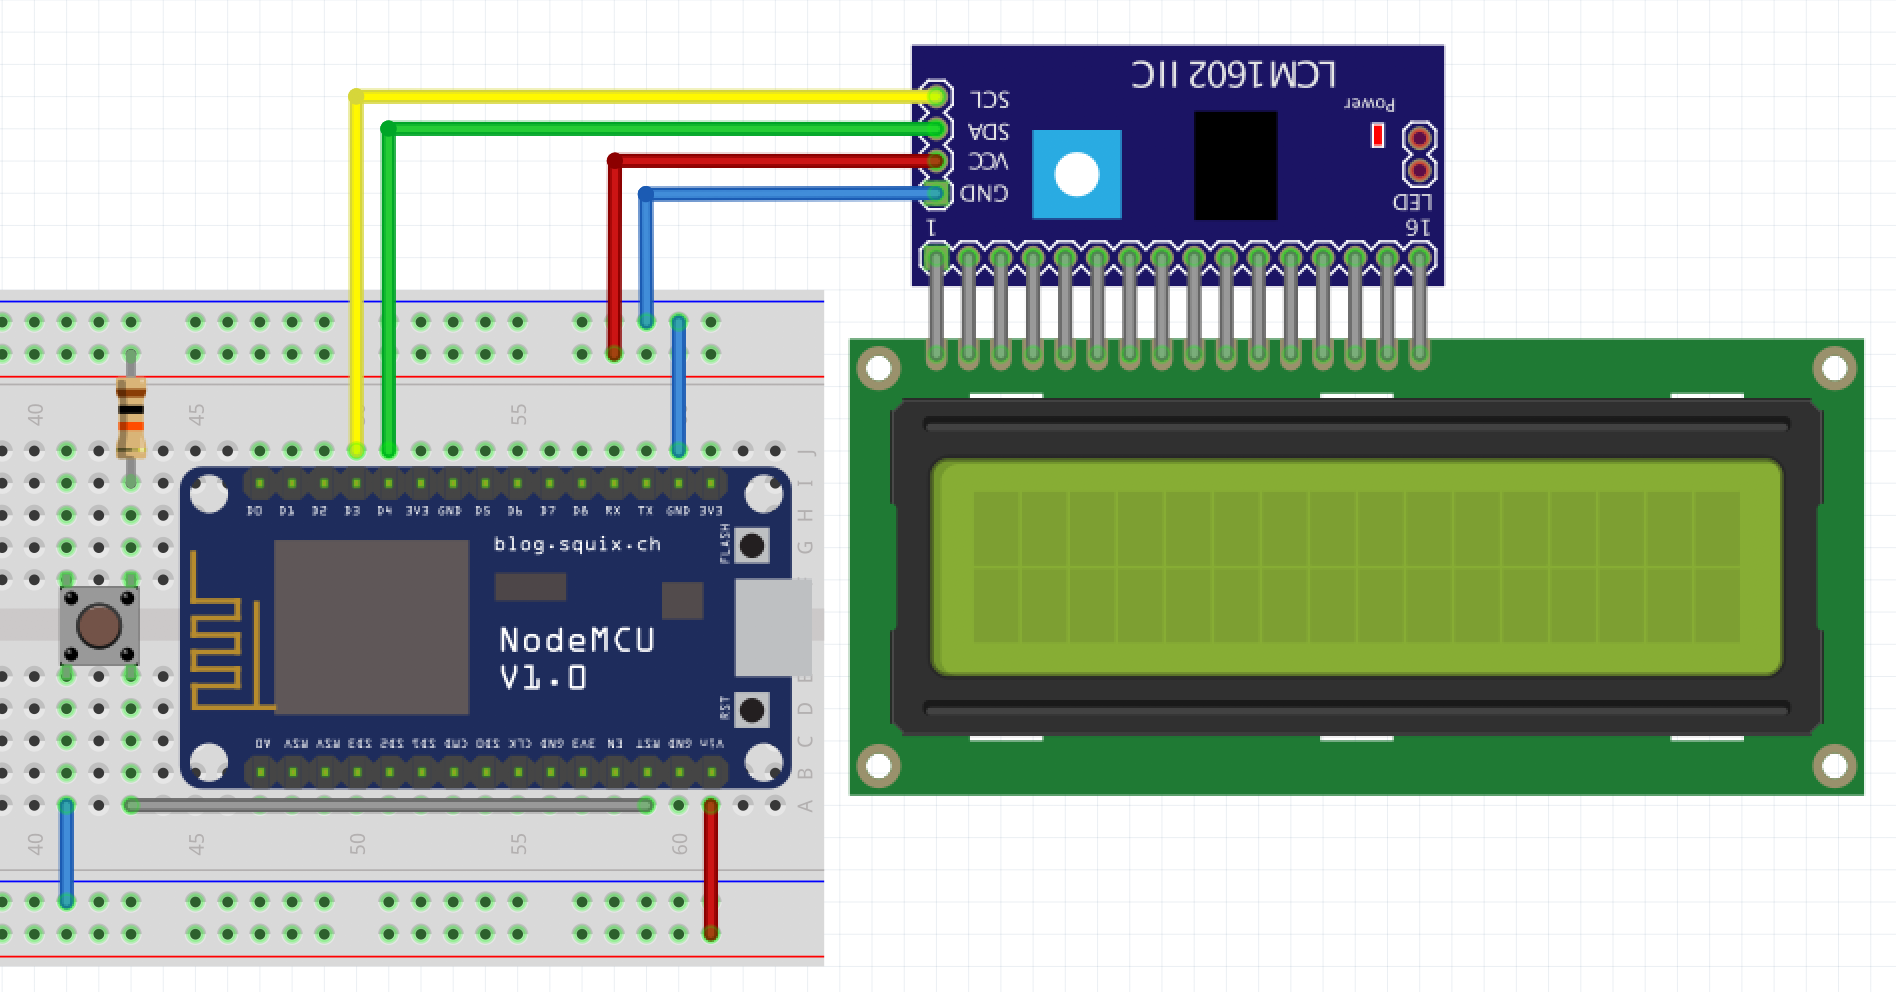 LCM1602 IIC
SCL
Power
SDA
VCC
GND
LED
1
16
40
45
55
J
I
H
G
D0 D1 D2 D3 D4 3V3 GND D5 D6 D7 D8 RX TX GND 3V3
blog.squix.ch
FLASH
NodeMCU
V1.0
RST
B
D
C
B
A
A0 RSV RSV SD3 SD2 SD1 CMD SD0 CLK GND 3V3 EN RST GND Vin
40
45
50
55
60